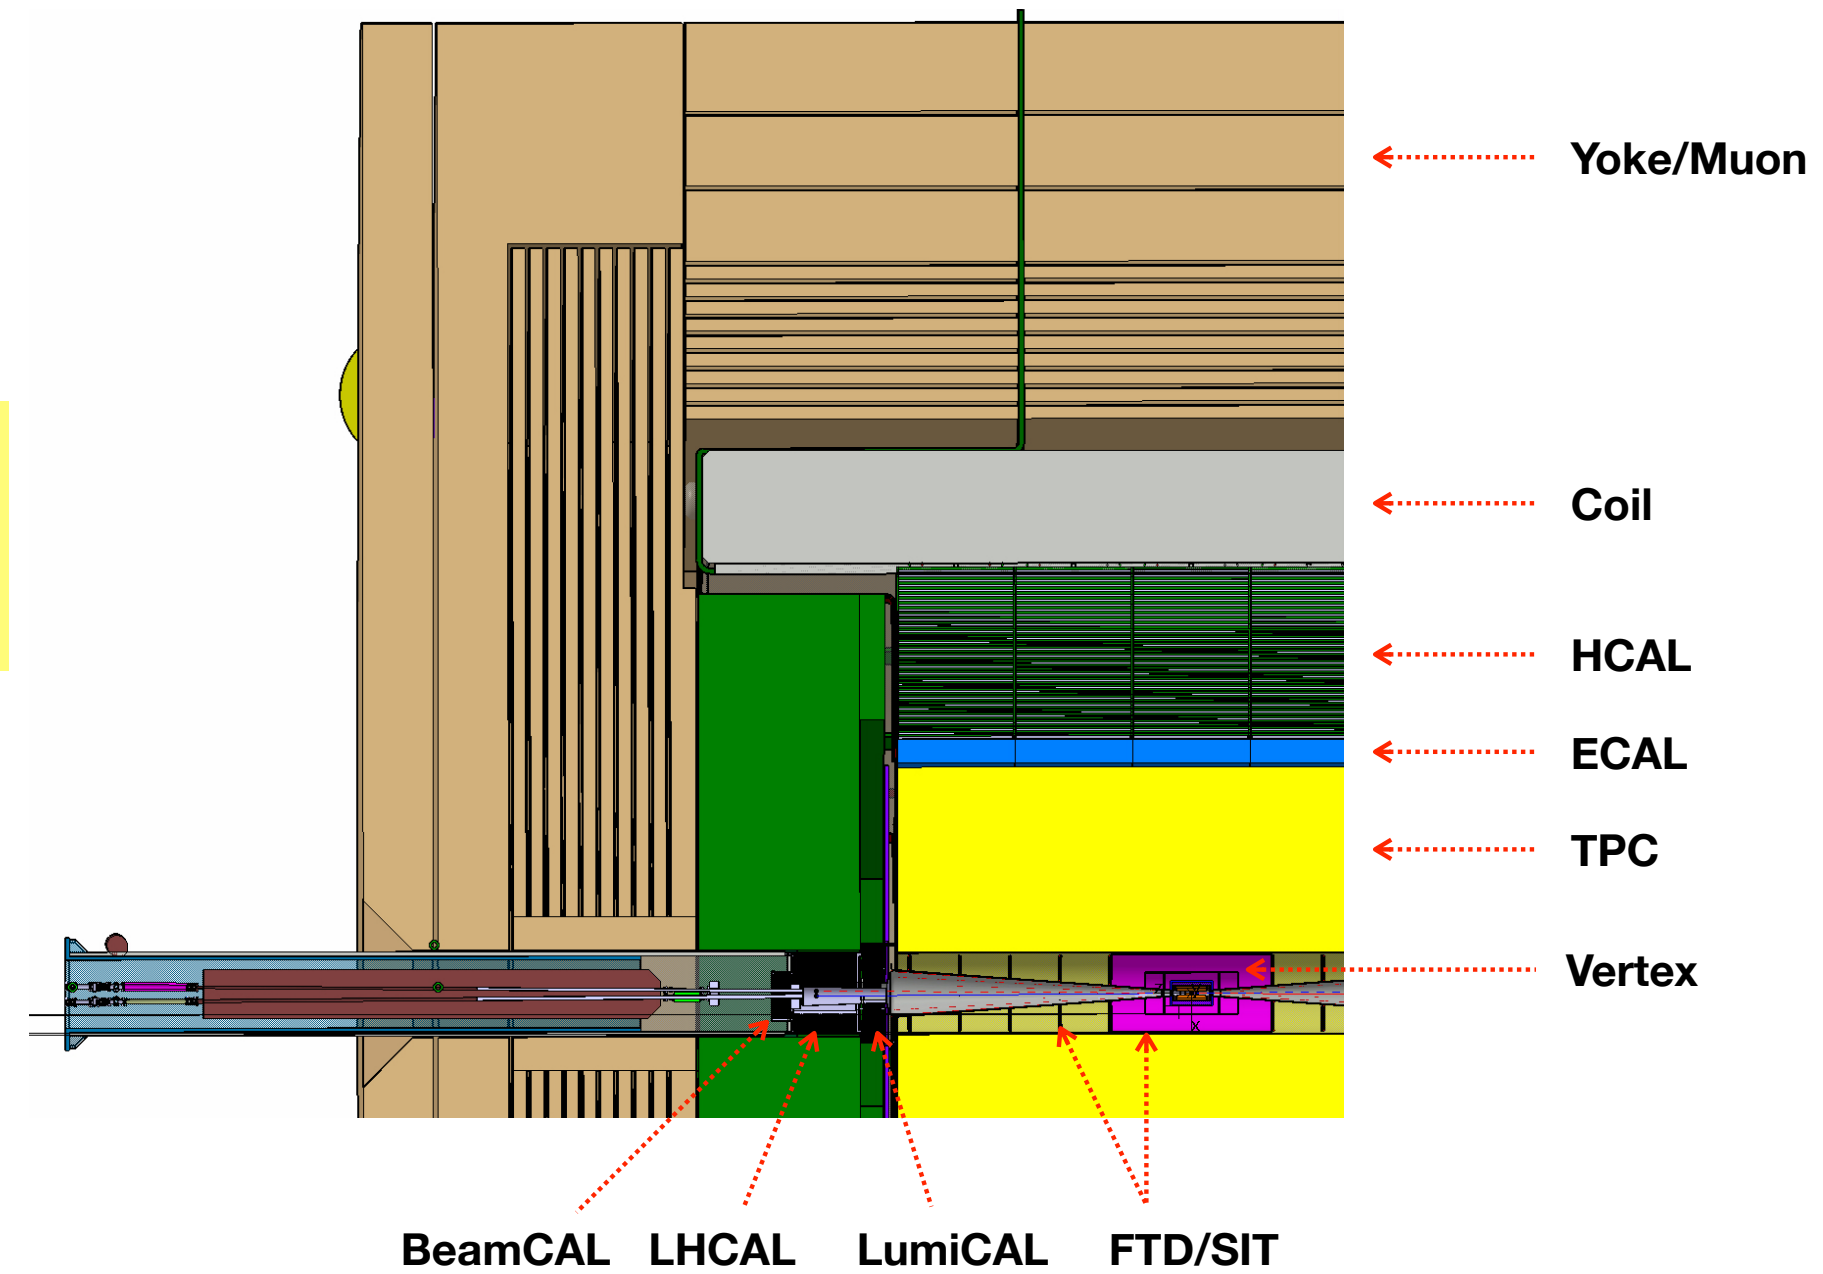 Yoke/Muon
Coil
HCAL
ECAL
TPC
Vertex
X
BeamCAL LHCAL LumiCAL FTD/SIT